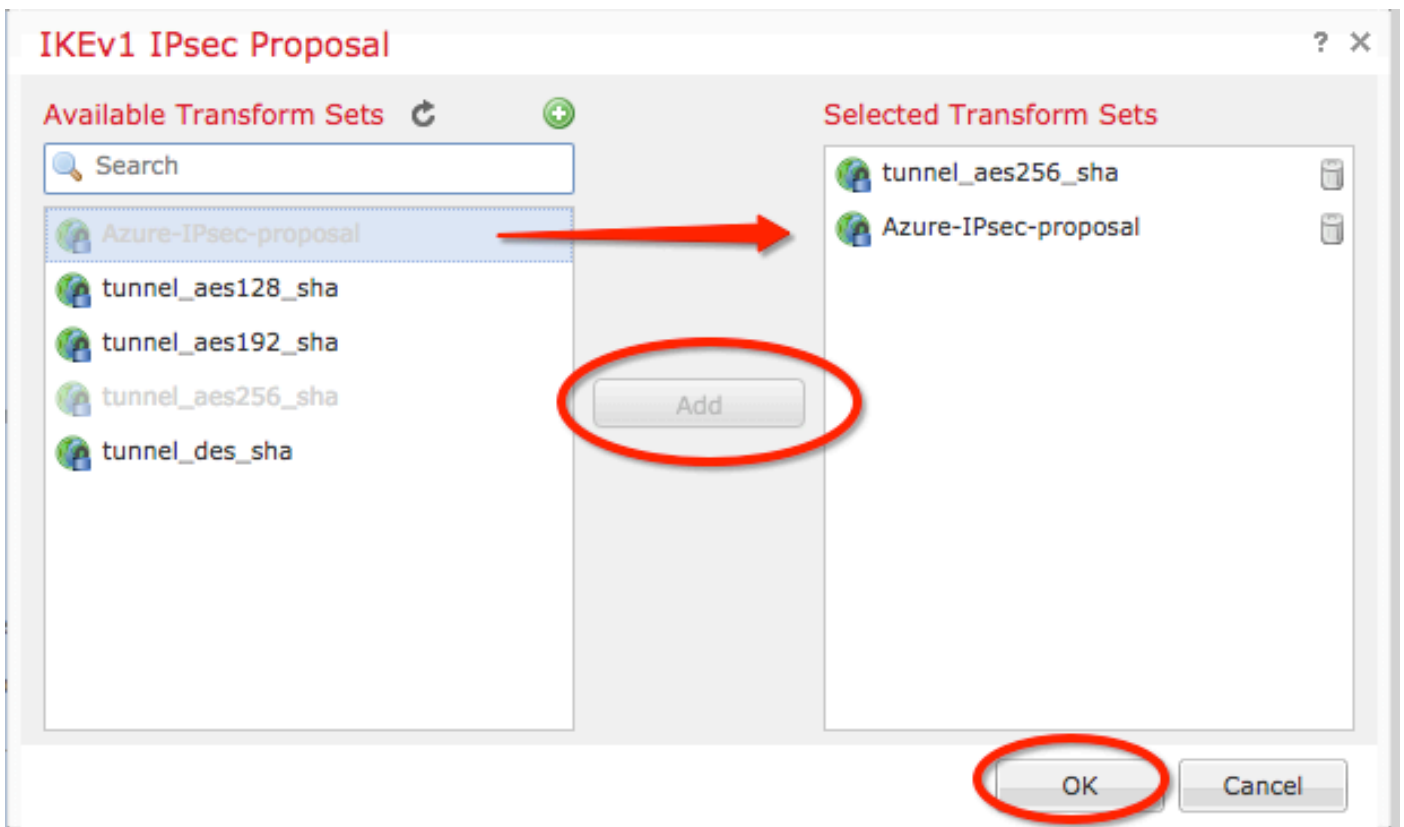 IKEv1 IPsec Proposal
? ×
Available Transform Sets
Search
Azure-IPsec-proposal
tunnel_aes128_sha
tunnel_aes192_sha
tunnel_aes256_sha
tunnel_des_sha
Add
Selected Transform Sets
tunnel_aes256_sha
Azure-IPsec-proposal
OK
Cancel